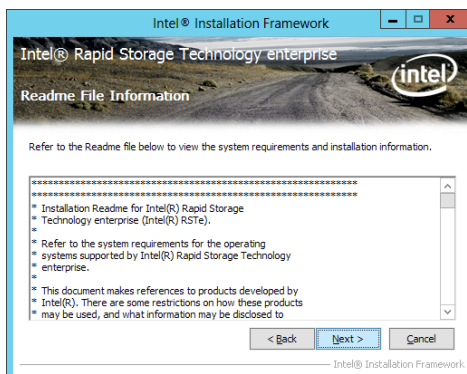 Intel® Installation Framework
Intel® Rapid Storage Technology enterprise
intel
Readme File Information
Refer to the Readme file below to view the system requirements and installation information.
************************************************************
************************************************************
* Installation Readme for Intel(R) Rapid Storage
* Technology enterprise (Intel(R) RSTe).
*
* Refer to the system requirements for the operating
* systems supported by Intel(R) Rapid Storage Technology
* enterprise.
*
* This document makes references to products developed by
* Intel(R). There are some restrictions on how these products
* may be used, and what information may be disclosed to
< Back Next > Cancel
Intel® Installation Framework